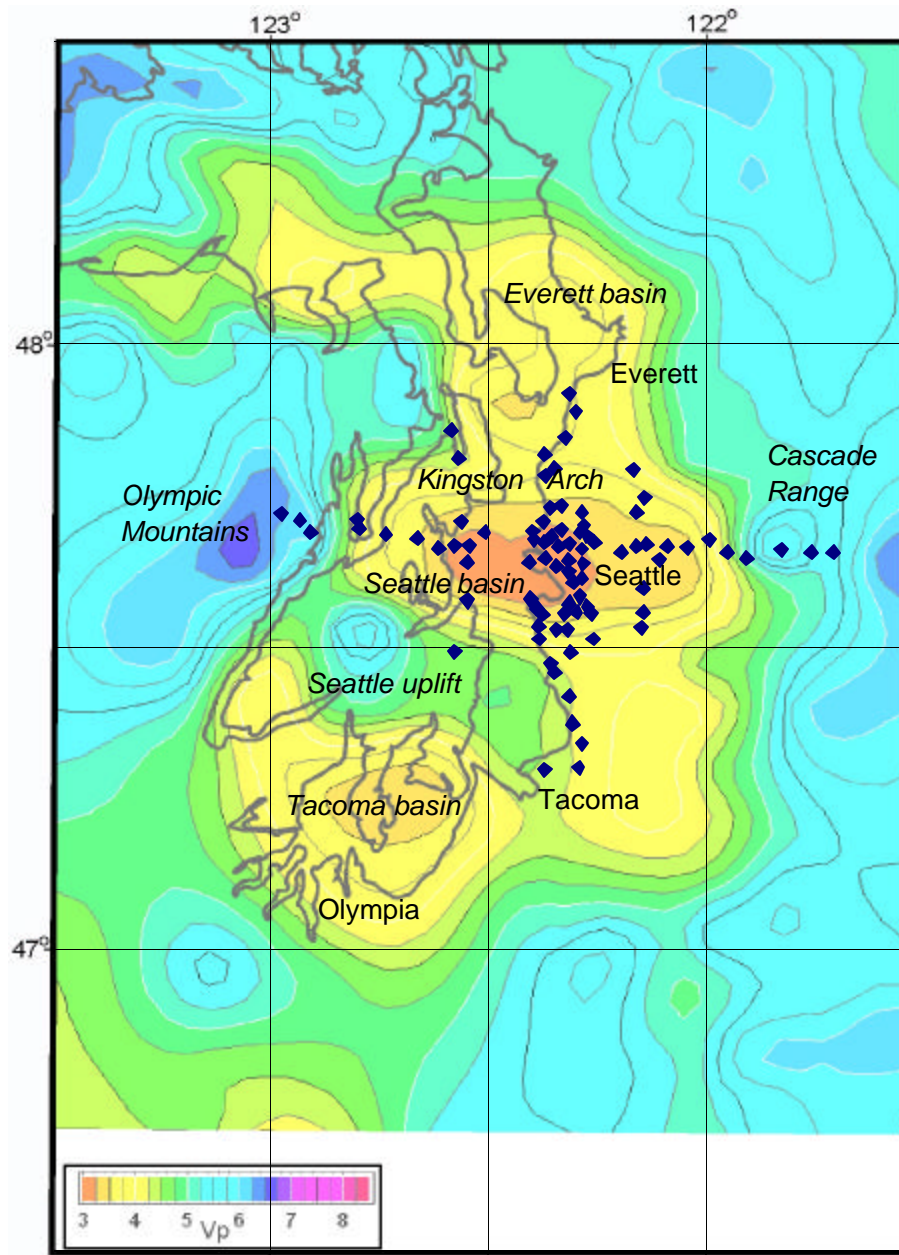 123° 122°
Everett basin
48°
Everett
Kingston Arch
Cascade
Range
Olympic
Mountains
Seattle basin
Seattle
Seattle uplift
Tacoma basin
Tacoma
Olympia
47°
3 4 5 6 7 8
Vp